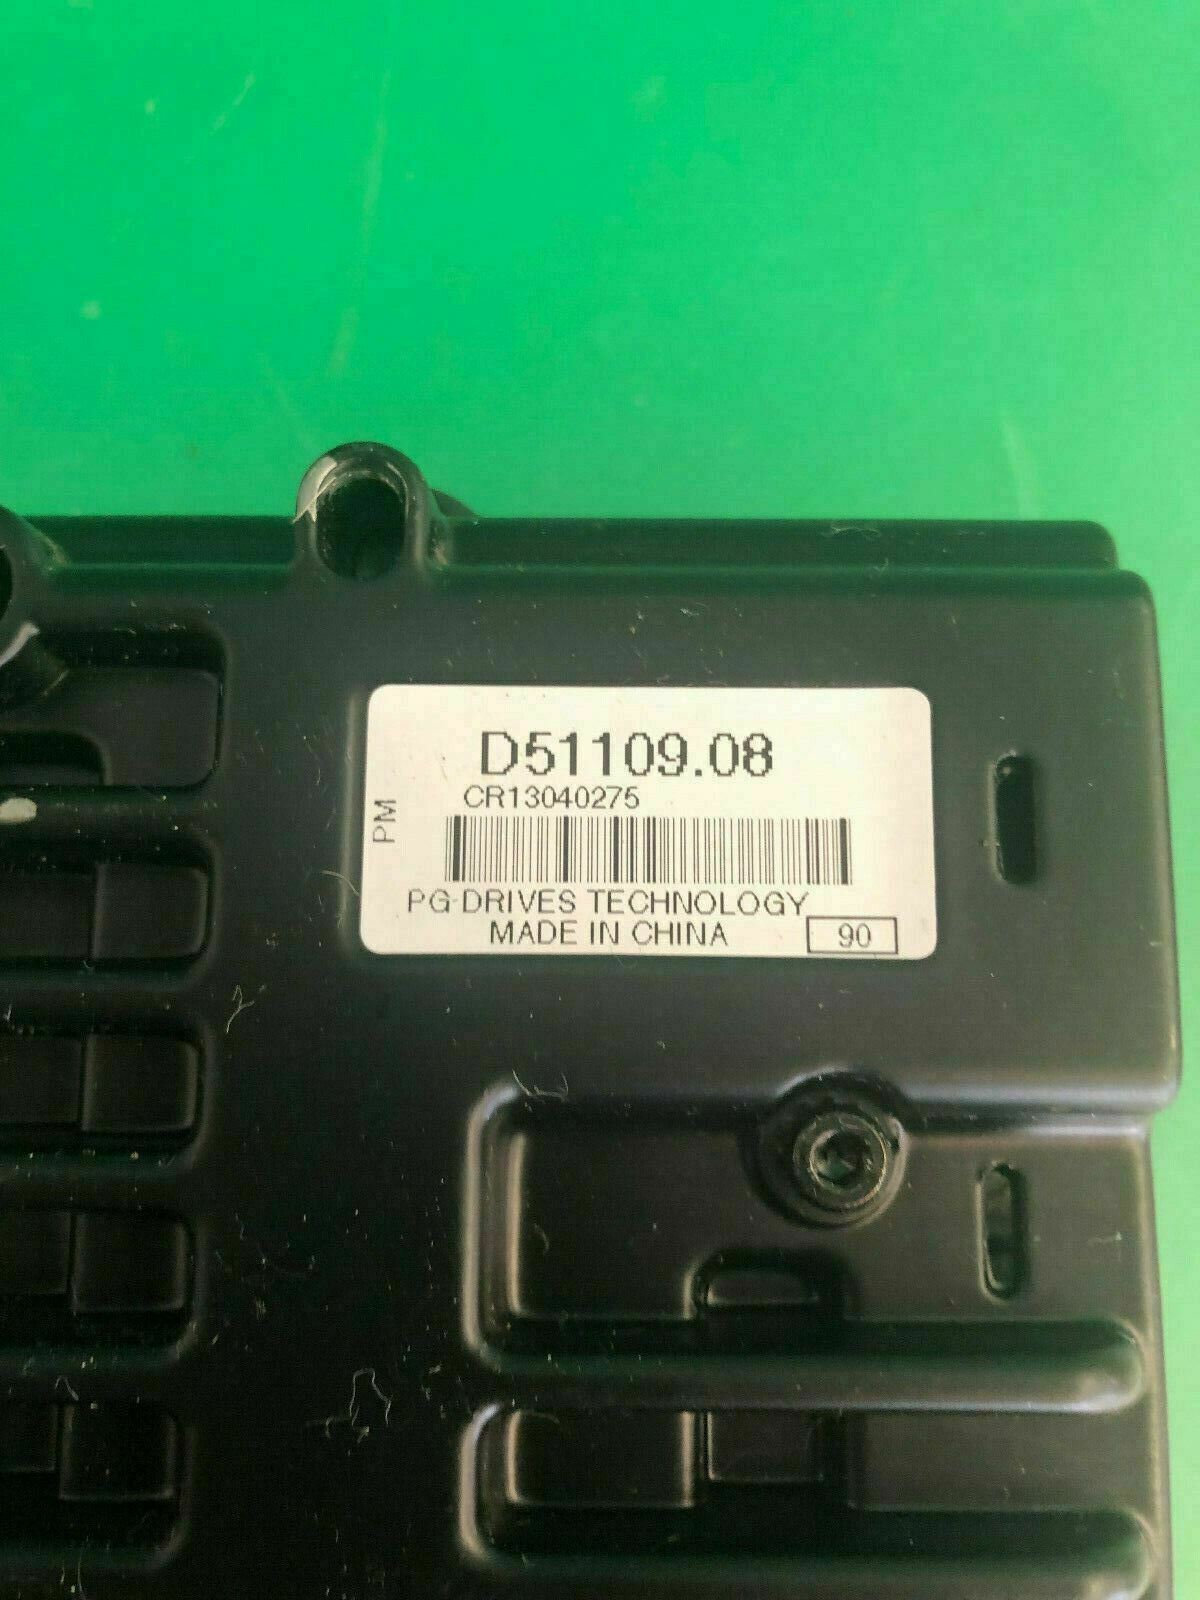 D51109.08
CR13040275
PM
PG DRIVES TECHNOLOGY
MADE IN CHINA
90